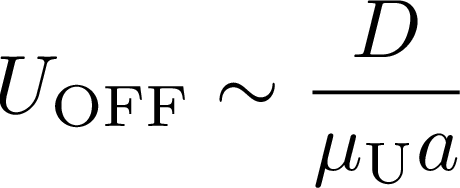 U_OFF ∼ D / μ_U a